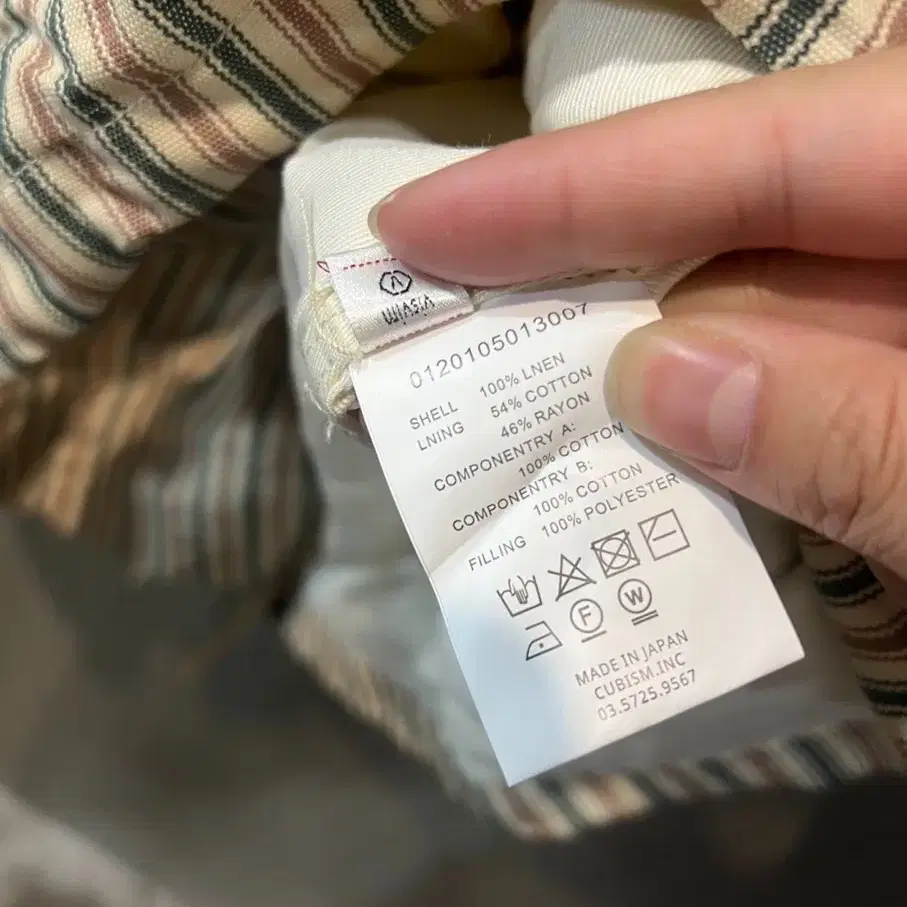 visvim
0120105013007
SHELL 100% LNEN
LNING 54% COTTON
46% RAYON
COMPONENTRY A:
100% COTTON
COMPONENTRY B:
100% COTTON
FILLING 100% POLYESTER
F W
MADE IN JAPAN
CUBISM.INC
03.5725.9567